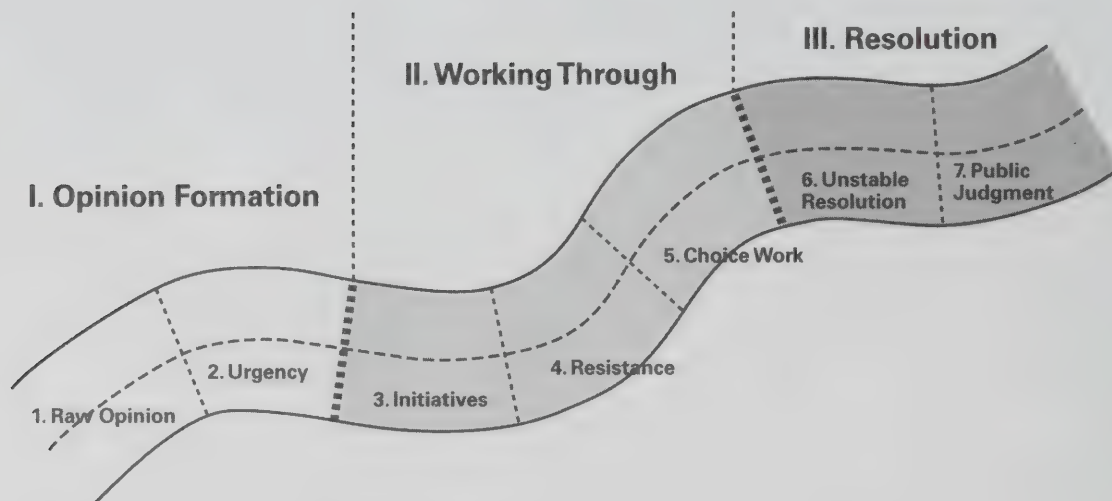 I. Opinion Formation
II. Working Through
III. Resolution
1. Raw Opinion
2. Urgency
3. Initiatives
4. Resistance
5. Choice Work
6. Unstable
Resolution
7. Public
Judgment